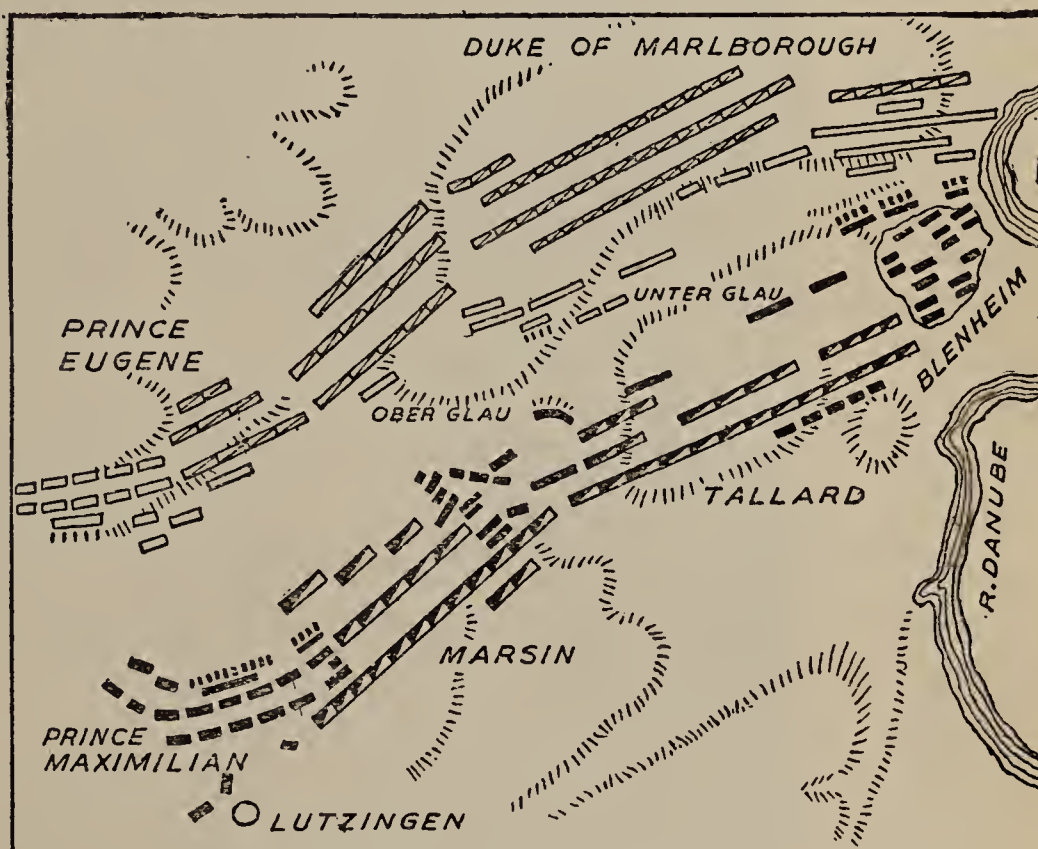 DUKE OF MARLBOROUGH
PRINCE
EUGENE
UNTER GLAU
OBER GLAU
BLENHEIM
TALLARD
R. DANUBE
MARSIN
PRINCE
MAXIMILIAN
LUTZINGEN